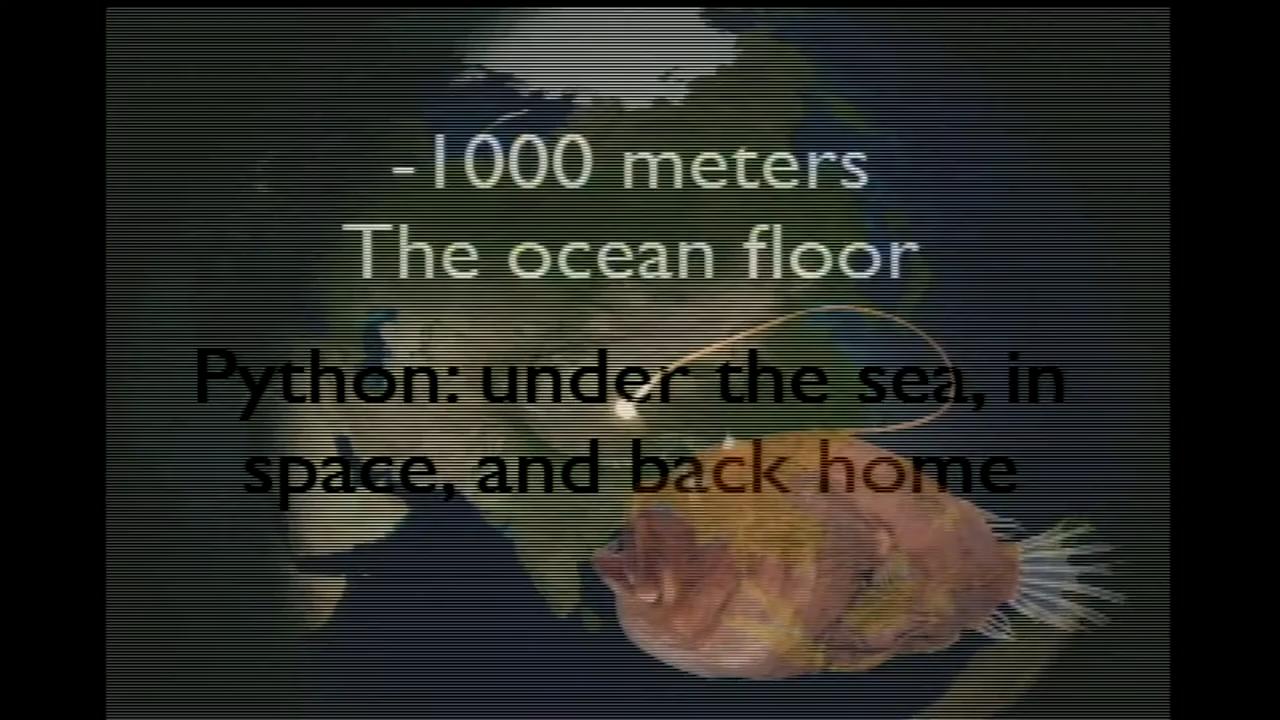 -1000 meters
The ocean floor
Python: under the sea, in
space, and back home